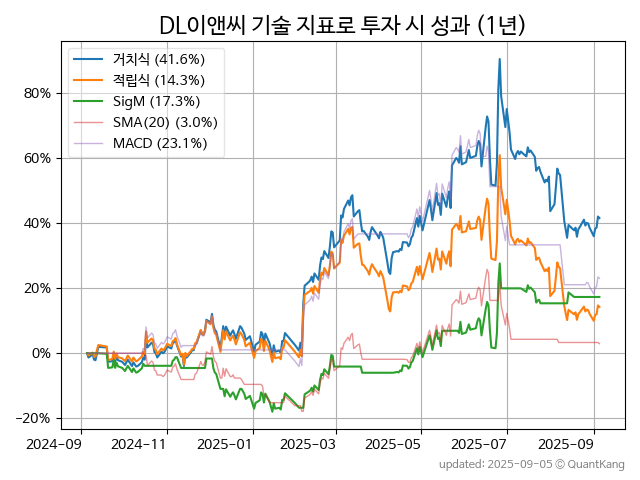 DL이앤씨 기술 지표로 투자 시 성과 (1년)
거치식 (41.6%)
적립식 (14.3%)
SigM (17.3%)
SMA(20) (3.0%)
MACD (23.1%)
80%
60%
40%
20%
0%
−20%
2024-09 2024-11 2025-01 2025-03 2025-05 2025-07 2025-09
updated: 2025-09-05 © QuantKang